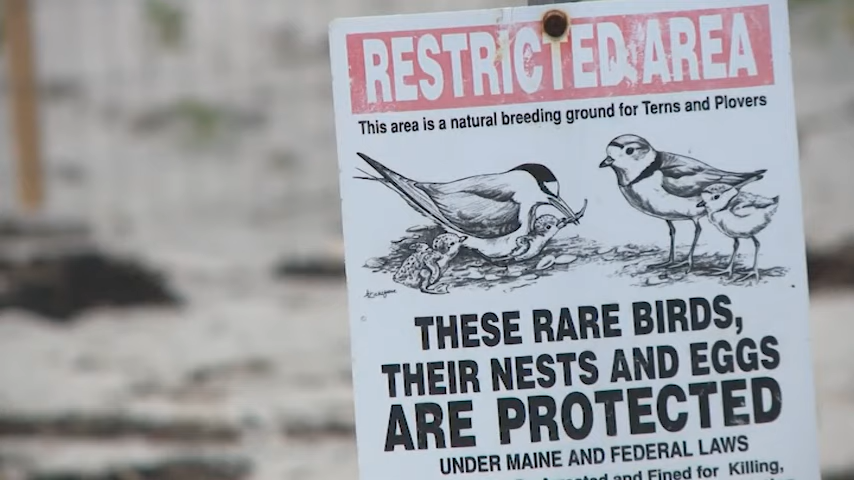 RESTRICTED AREA
This area is a natural breeding ground for Terns and Plovers
THESE RARE BIRDS,
THEIR NESTS AND EGGS
ARE PROTECTED
UNDER MAINE AND FEDERAL LAWS
and Fined for Killing,